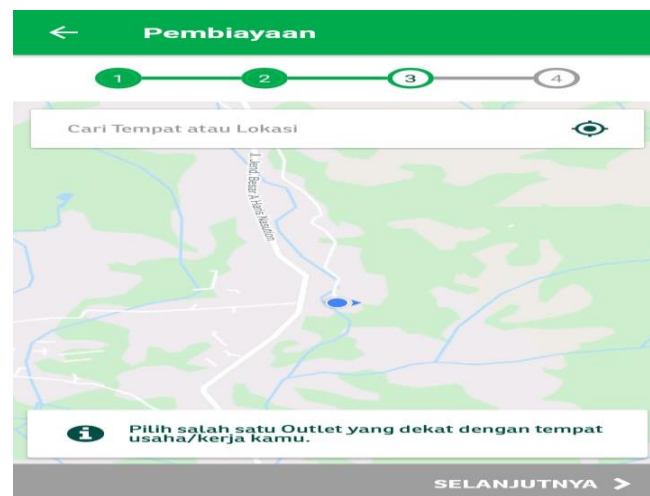 Pembiayaan
1 2 3 4
Cari Tempat atau Lokasi
Jl. Jend. Besar A Haris Nasution
Pilih salah satu Outlet yang dekat dengan tempat
usaha/kerja kamu.
SELANJUTNYA